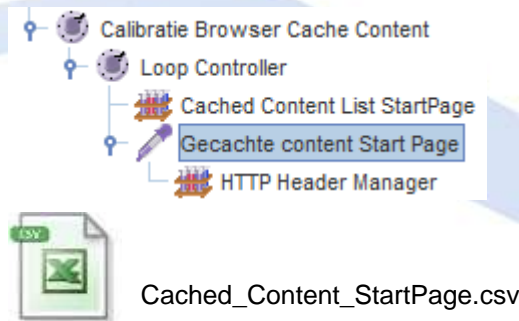 Calibratie Browser Cache Content
Loop Controller
Cached Content List StartPage
Gecachte content Start Page
HTTP Header Manager
CSV
Cached_Content_StartPage.csv